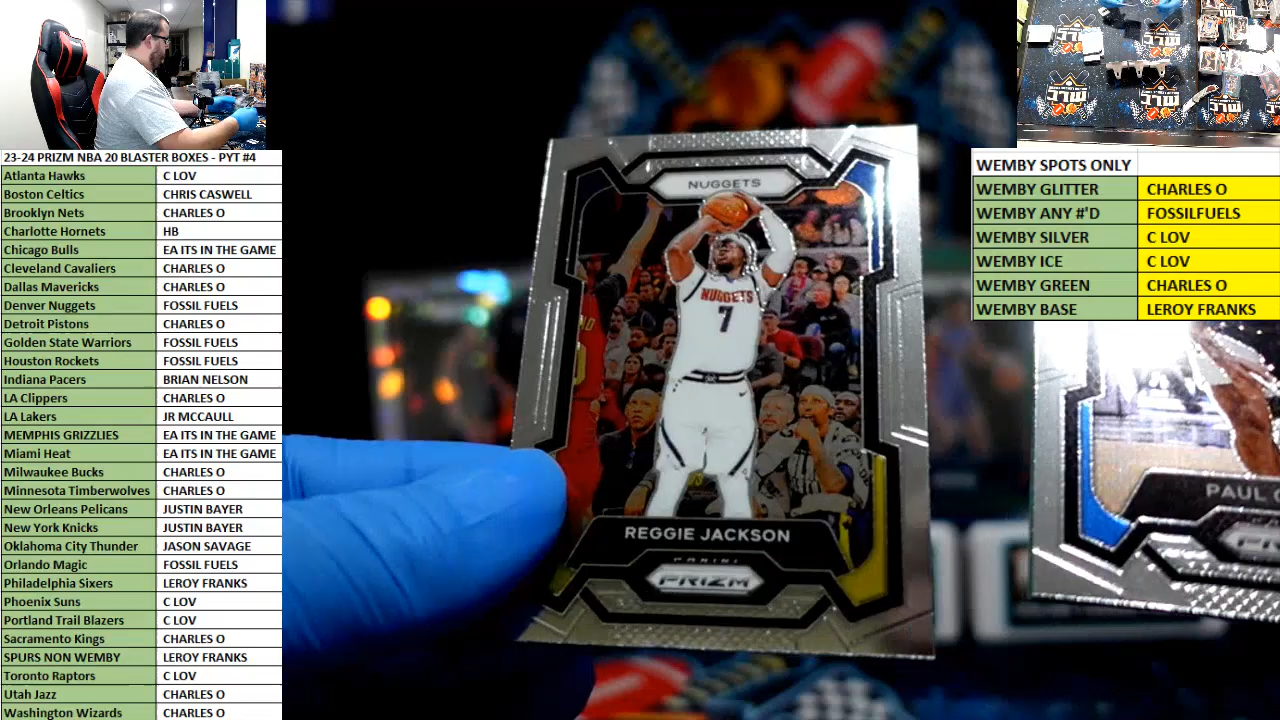 23-24 PRIZM NBA 20 BLASTER BOXES - PYT #4
Atlanta Hawks C LOV
Boston Celtics CHRIS CASWELL
Brooklyn Nets CHARLES O
Charlotte Hornets HB
Chicago Bulls EA ITS IN THE GAME
Cleveland Cavaliers CHARLES O
Dallas Mavericks CHARLES O
Denver Nuggets FOSSIL FUELS
Detroit Pistons CHARLES O
Golden State Warriors FOSSIL FUELS
Houston Rockets FOSSIL FUELS
Indiana Pacers BRIAN NELSON
LA Clippers CHARLES O
LA Lakers JR MCCAULL
MEMPHIS GRIZZLIES EA ITS IN THE GAME
Miami Heat EA ITS IN THE GAME
Milwaukee Bucks CHARLES O
Minnesota Timberwolves CHARLES O
New Orleans Pelicans JUSTIN BAYER
New York Knicks JUSTIN BAYER
Oklahoma City Thunder JASON SAVAGE
Orlando Magic FOSSIL FUELS
Philadelphia Sixers LEROY FRANKS
Phoenix Suns C LOV
Portland Trail Blazers C LOV
Sacramento Kings CHARLES O
SPURS NON WEMBY LEROY FRANKS
Toronto Raptors C LOV
Utah Jazz CHARLES O
Washington Wizards CHARLES O
NUGGETS
NUGGETS
7
REGGIE JACKSON
PANINI
PRIZM
WEMBY SPOTS ONLY
WEMBY GLITTER CHARLES O
WEMBY ANY #'D FOSSILFUELS
WEMBY SILVER C LOV
WEMBY ICE C LOV
WEMBY GREEN CHARLES O
WEMBY BASE LEROY FRANKS
PAUL